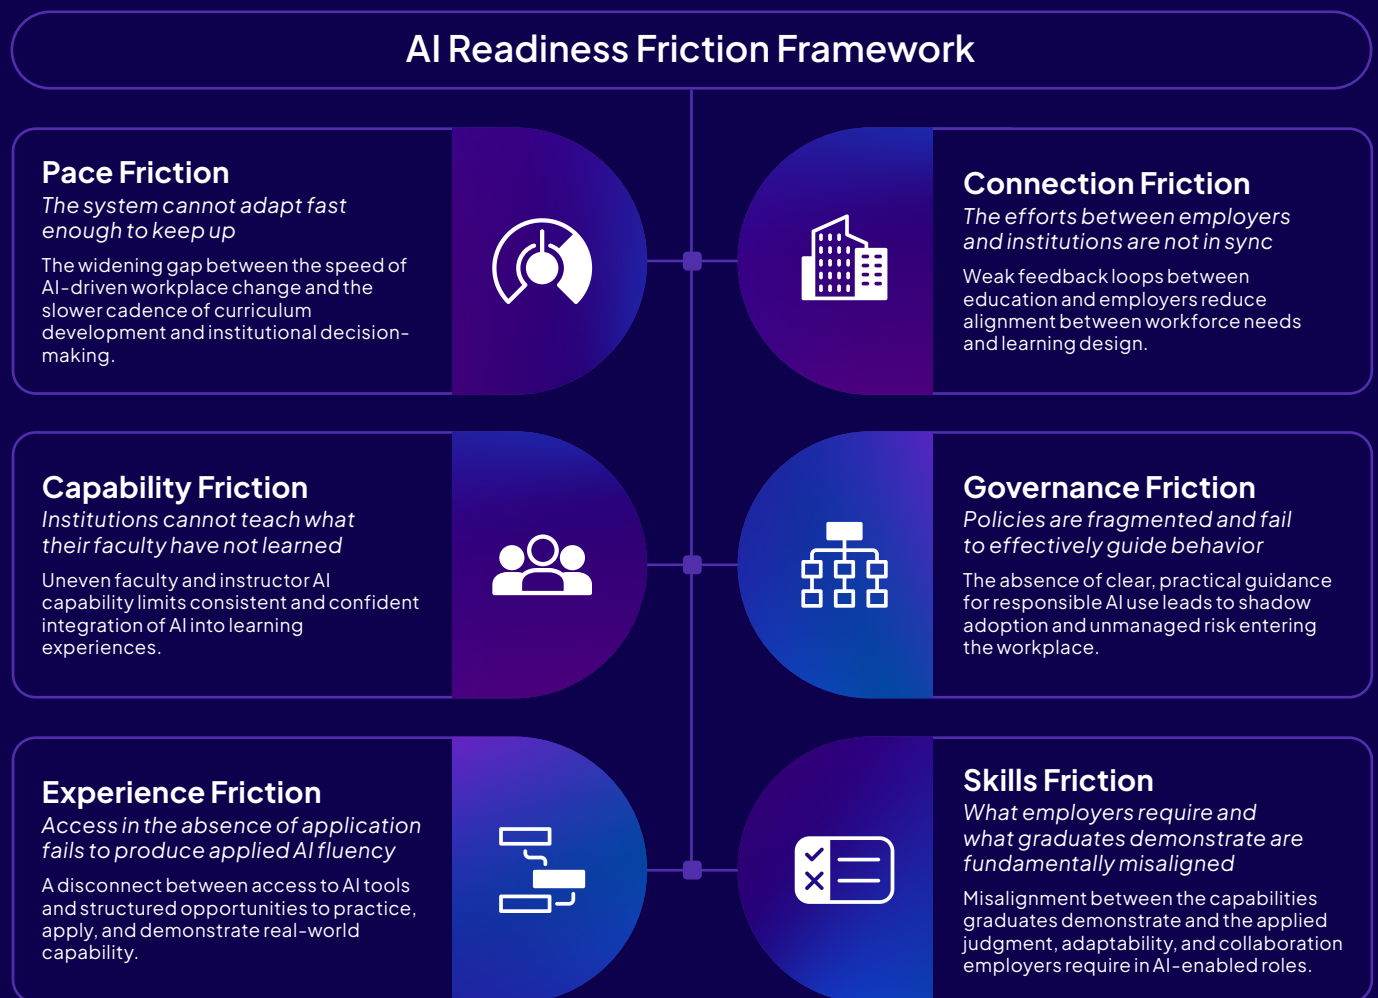 AI Readiness Friction Framework
Pace Friction
The system cannot adapt fast
enough to keep up
The widening gap between the speed of
AI-driven workplace change and the
slower cadence of curriculum
development and institutional decision-
making.
Connection Friction
The efforts between employers
and institutions are not in sync
Weak feedback loops between
education and employers reduce
alignment between workforce needs
and learning design.
Capability Friction
Institutions cannot teach what
their faculty have not learned
Uneven faculty and instructor AI
capability limits consistent and confident
integration of AI into learning
experiences.
Governance Friction
Policies are fragmented and fail
to effectively guide behavior
The absence of clear, practical guidance
for responsible AI use leads to shadow
adoption and unmanaged risk entering
the workplace.
Experience Friction
Access in the absence of application
fails to produce applied AI fluency
A disconnect between access to AI tools
and structured opportunities to practice,
apply, and demonstrate real-world
capability.
Skills Friction
What employers require and
what graduates demonstrate are
fundamentally misaligned
Misalignment between the capabilities
graduates demonstrate and the applied
judgment, adaptability, and collaboration
employers require in AI-enabled roles.